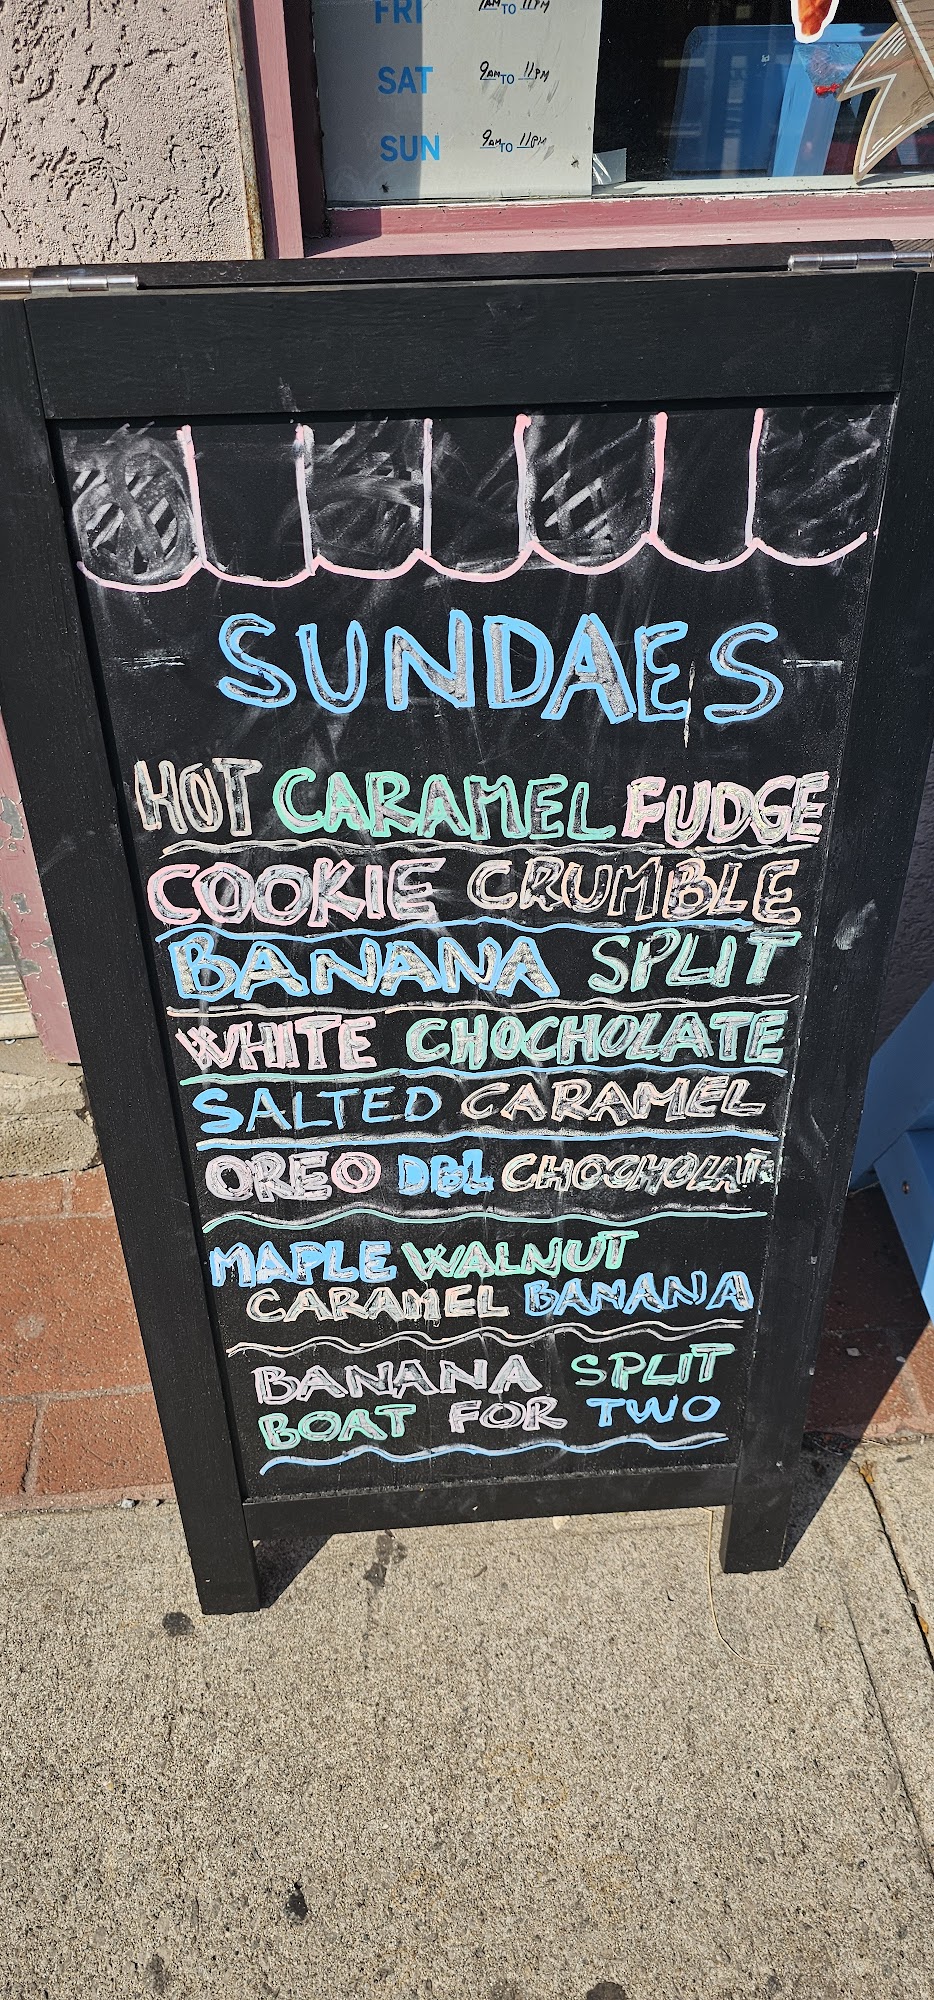 FRI 9AM TO 11PM
SAT 9AM TO 11PM
SUN 9AM TO 11PM
SUNDAES
HOT CARAMEL FUDGE
COOKIE CRUMBLE
BANANA SPLIT
WHITE CHOCHOLATE
SALTED CARAMEL
OREO DBL CHOCHOLATE
MAPLE WALNUT
CARAMEL BANANA
BANANA SPLIT
BOAT FOR TWO